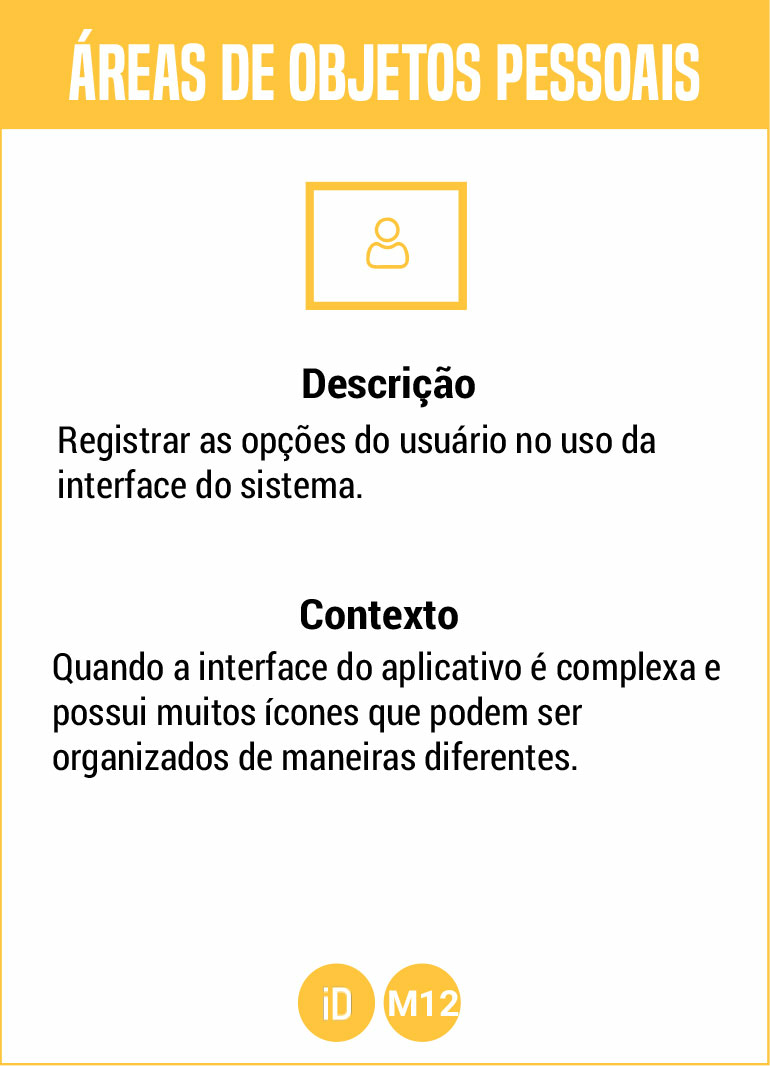 ÁREAS DE OBJETOS PESSOAIS
Descrição
Registrar as opções do usuário no uso da
interface do sistema.
Contexto
Quando a interface do aplicativo é complexa e
possui muitos ícones que podem ser
organizados de maneiras diferentes.
iD M12